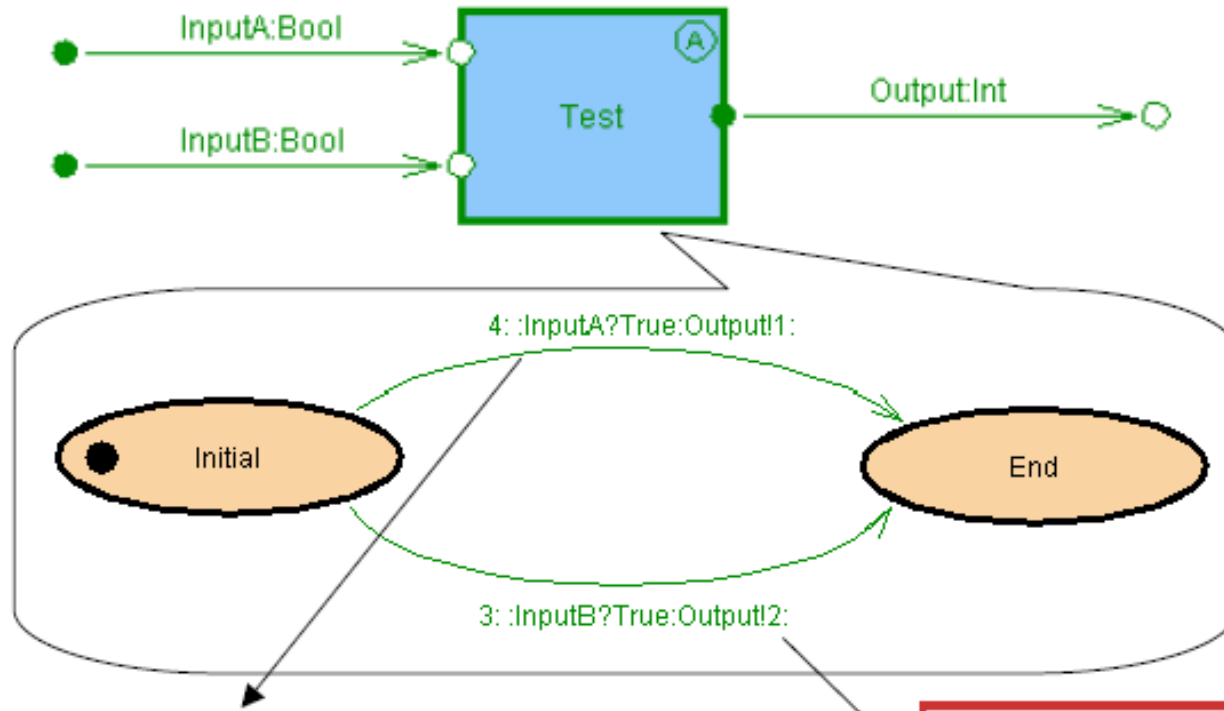 InputA:Bool
A
Output:Int
Test
InputB:Bool
4: :InputA?True:Output!1:
Initial
End
3: :InputB?True:Output!2: